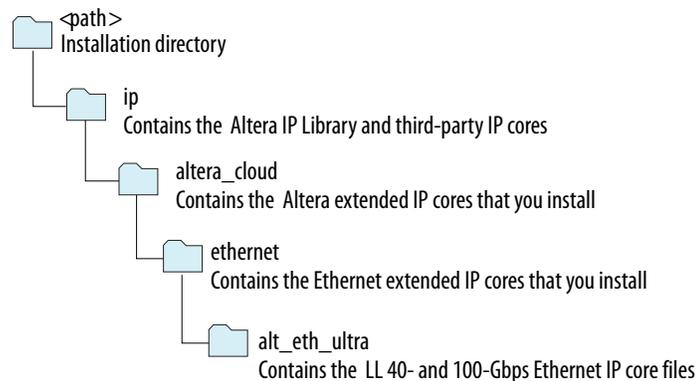 <path>
Installation directory
ip
Contains the Altera IP Library and third-party IP cores
altera_cloud
Contains the Altera extended IP cores that you install
ethernet
Contains the Ethernet extended IP cores that you install
alt_eth_ultra
Contains the LL 40- and 100-Gbps Ethernet IP core files